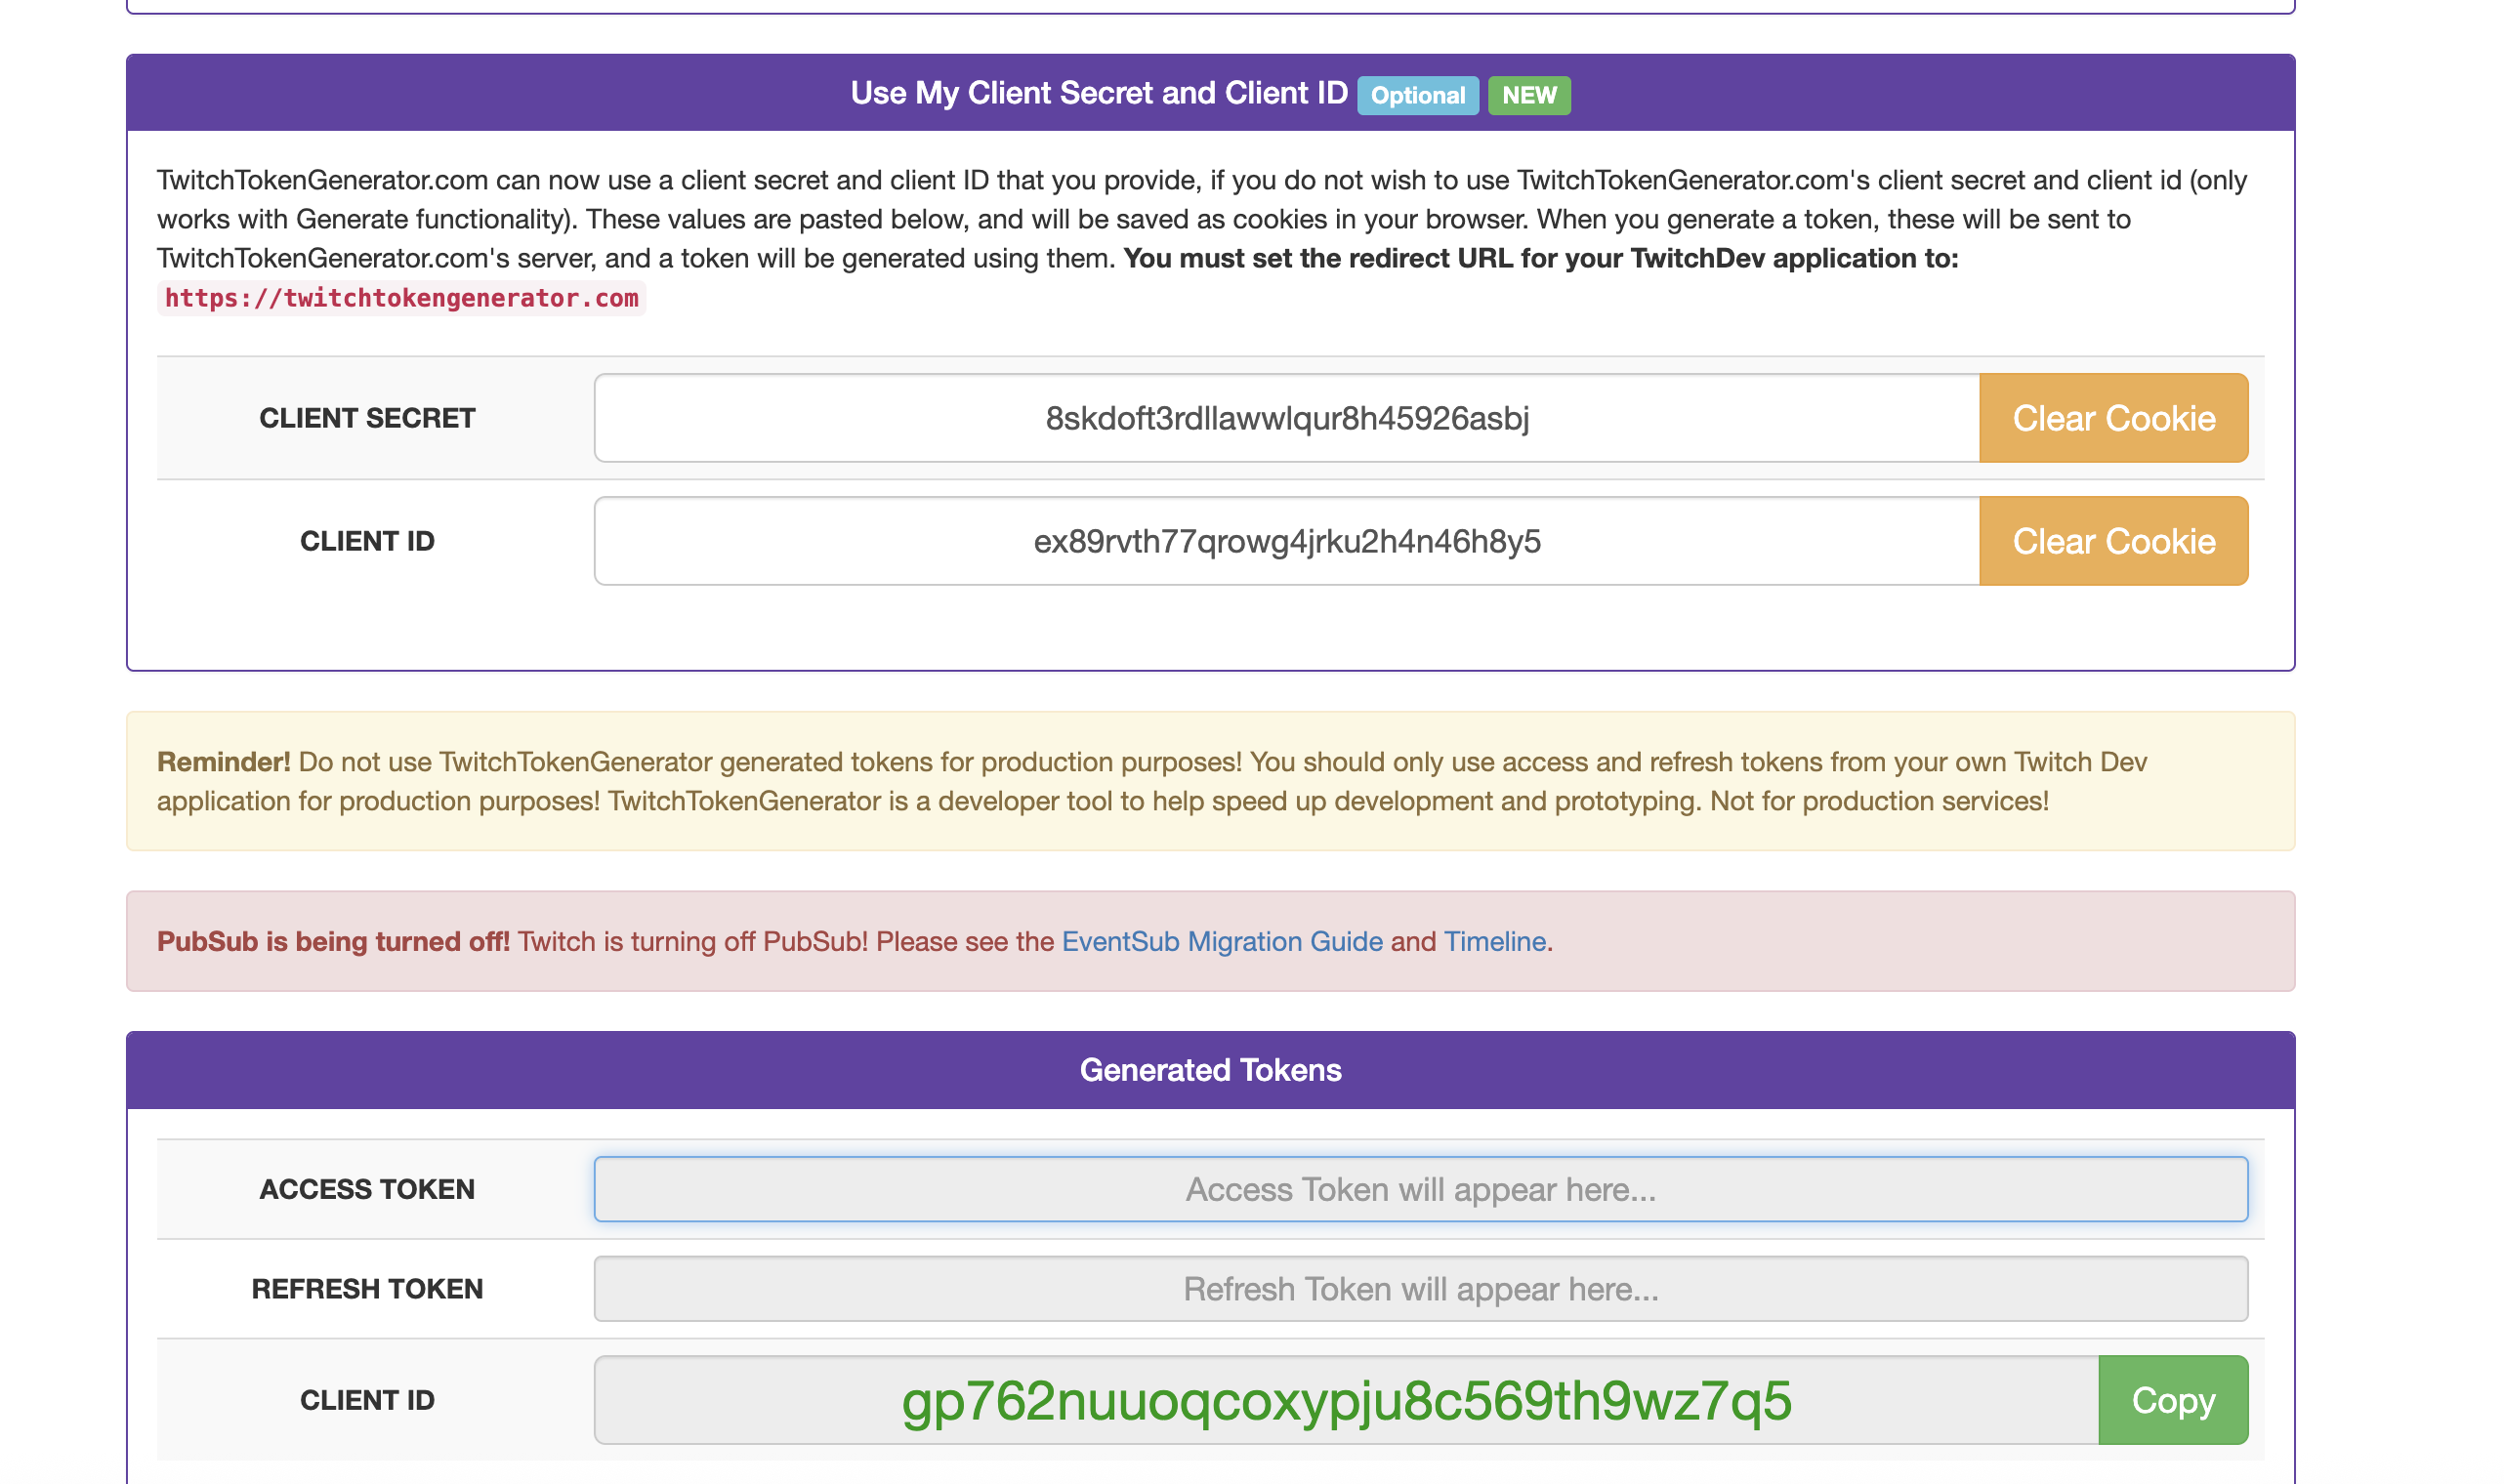 Use My Client Secret and Client ID Optional NEW
TwitchTokenGenerator.com can now use a client secret and client ID that you provide, if you do not wish to use TwitchTokenGenerator.com's client secret and client id (only
works with Generate functionality). These values are pasted below, and will be saved as cookies in your browser. When you generate a token, these will be sent to
TwitchTokenGenerator.com's server, and a token will be generated using them. You must set the redirect URL for your TwitchDev application to:
https://twitchtokengenerator.com
CLIENT SECRET 8skdoft3rdllawwlqur8h45926asbj Clear Cookie
CLIENT ID ex89rvth77qrowg4jrku2h4n46h8y5 Clear Cookie
Reminder! Do not use TwitchTokenGenerator generated tokens for production purposes! You should only use access and refresh tokens from your own Twitch Dev
application for production purposes! TwitchTokenGenerator is a developer tool to help speed up development and prototyping. Not for production services!
PubSub is being turned off! Twitch is turning off PubSub! Please see the EventSub Migration Guide and Timeline.
Generated Tokens
ACCESS TOKEN Access Token will appear here...
REFRESH TOKEN Refresh Token will appear here...
CLIENT ID gp762nuuoqcoxypju8c569th9wz7q5 Copy